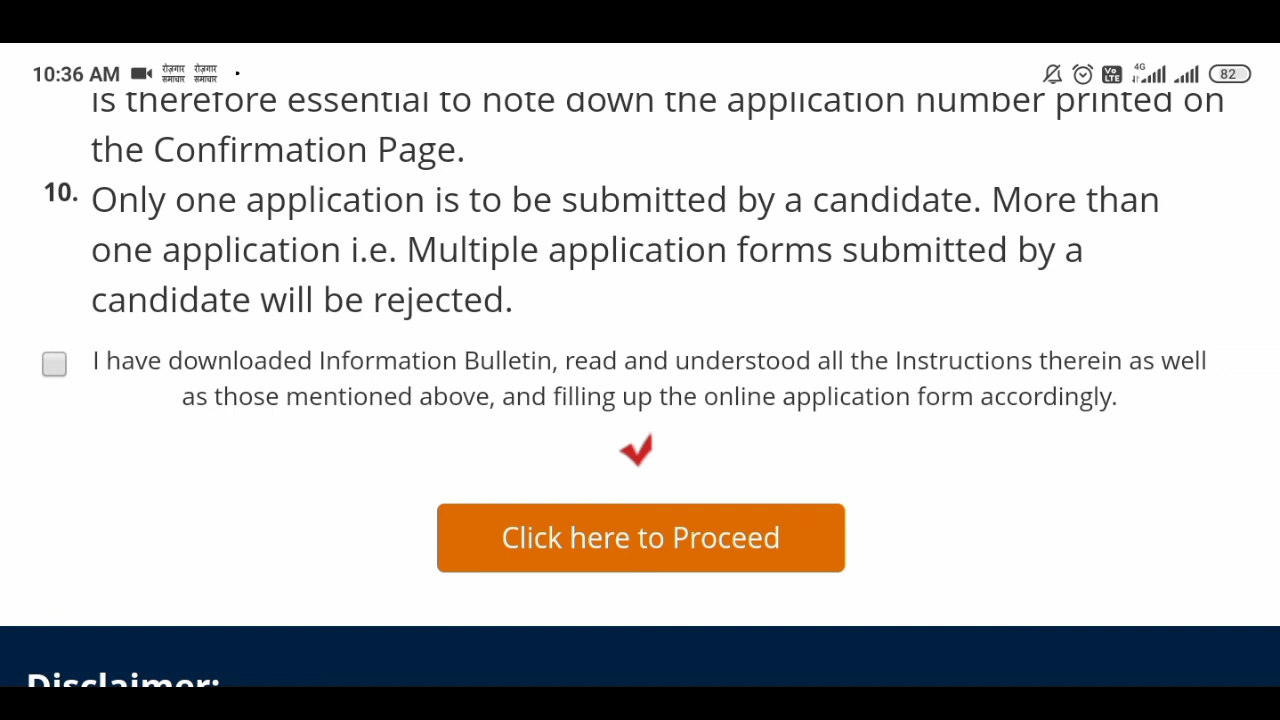 10:36 AM रोज़गार समाचार रोज़गार समाचार Vo LTE 4G 82
is therefore essential to note down the application number printed on
the Confirmation Page.
10. Only one application is to be submitted by a candidate. More than
one application i.e. Multiple application forms submitted by a
candidate will be rejected.
I have downloaded Information Bulletin, read and understood all the Instructions therein as well
as those mentioned above, and filling up the online application form accordingly.
Click here to Proceed
Disclaimer: